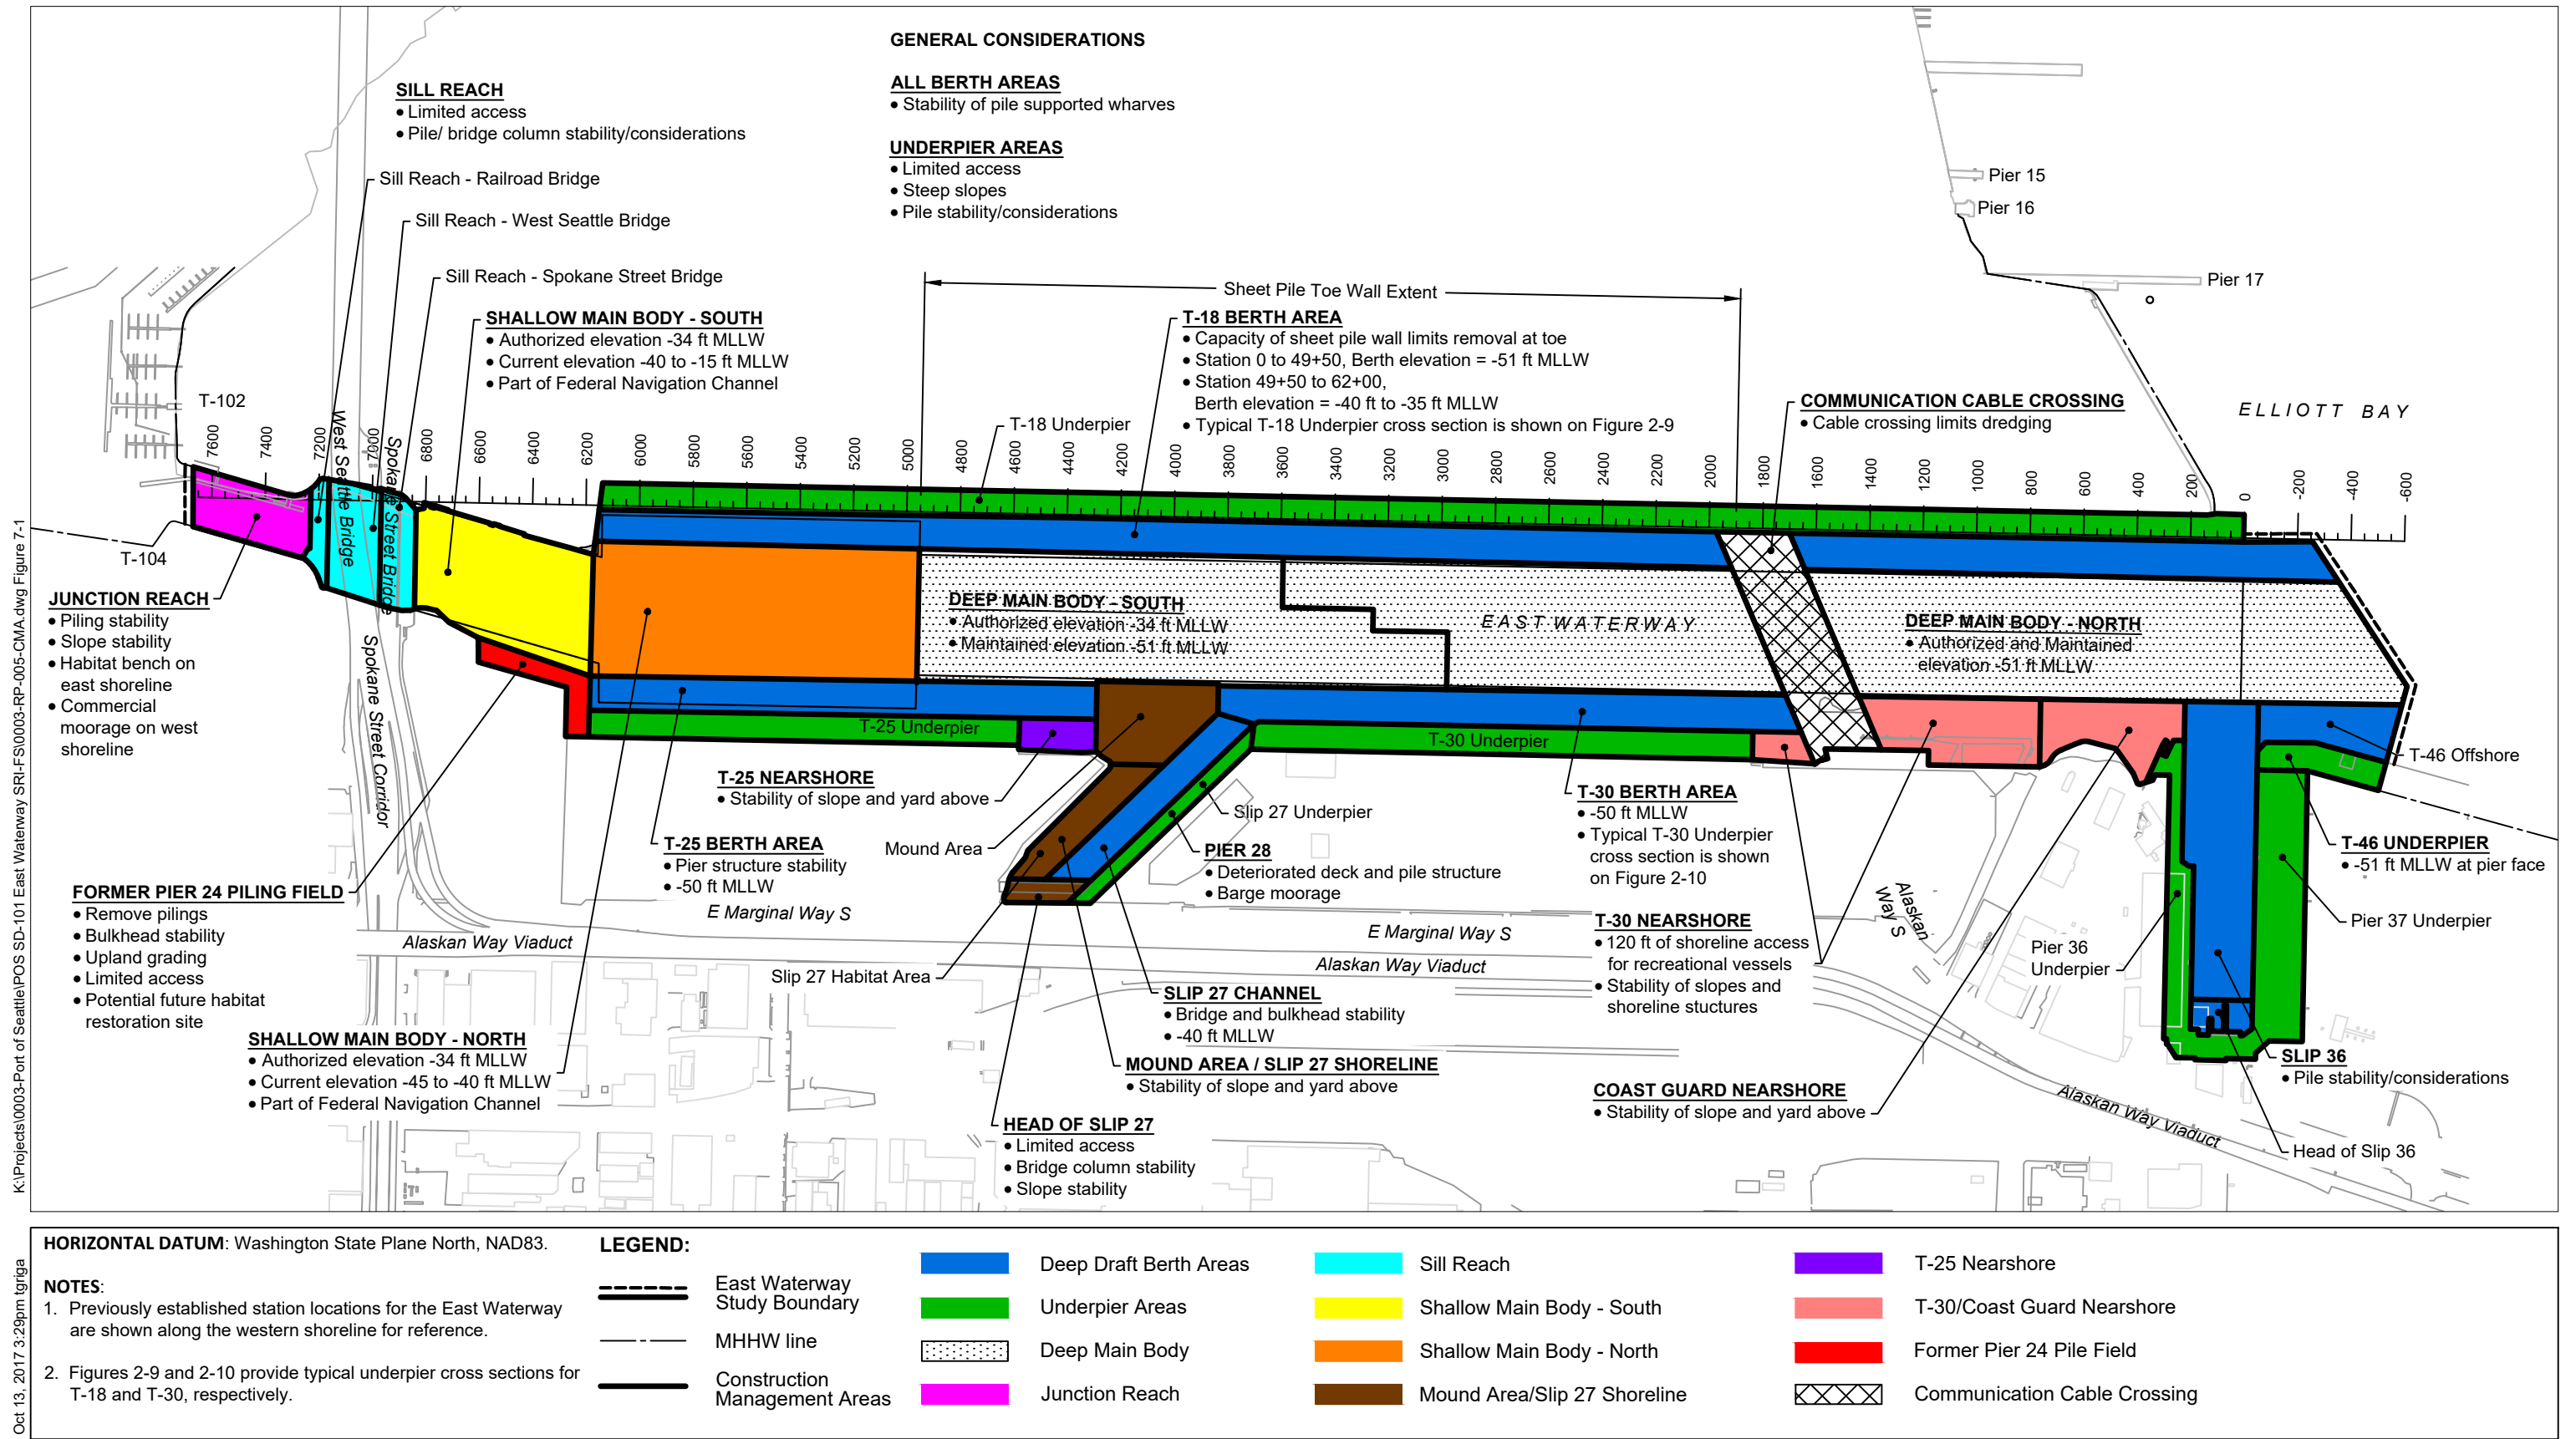 GENERAL CONSIDERATIONS
ALL BERTH AREAS
• Stability of pile supported wharves
UNDERPIER AREAS
• Limited access
• Steep slopes
• Pile stability/considerations
SILL REACH
• Limited access
• Pile/ bridge column stability/considerations
Sill Reach - Railroad Bridge
Sill Reach - West Seattle Bridge
Sill Reach - Spokane Street Bridge
SHALLOW MAIN BODY - SOUTH
• Authorized elevation -34 ft MLLW
• Current elevation -40 to -15 ft MLLW
• Part of Federal Navigation Channel
Sheet Pile Toe Wall Extent
T-18 BERTH AREA
• Capacity of sheet pile wall limits removal at toe
• Station 0 to 49+50, Berth elevation = -51 ft MLLW
• Station 49+50 to 62+00,
Berth elevation = -40 ft to -35 ft MLLW
• Typical T-18 Underpier cross section is shown on Figure 2-9
T-18 Underpier
COMMUNICATION CABLE CROSSING
• Cable crossing limits dredging
Pier 15
Pier 16
Pier 17
ELLIOTT BAY
T-102
T-104
7600
7400
7200
7000
6800
6600
6400
6200
6000
5800
5600
5400
5200
5000
4800
4600
4400
4200
4000
3800
3600
3400
3200
3000
2800
2600
2400
2200
2000
1800
1600
1400
1200
1000
800
600
400
200
0
-200
-400
-600
West Seattle Bridge
Spokane Street Bridge
Spokane Street Corridor
JUNCTION REACH
• Piling stability
• Slope stability
• Habitat bench on
east shoreline
• Commercial
moorage on west
shoreline
DEEP MAIN BODY - SOUTH
• Authorized elevation -34 ft MLLW
• Maintained elevation -51 ft MLLW
EAST WATERWAY
DEEP MAIN BODY - NORTH
• Authorized and Maintained
elevation -51 ft MLLW
T-25 Underpier
T-30 Underpier
T-46 Offshore
T-25 NEARSHORE
• Stability of slope and yard above
T-25 BERTH AREA
• Pier structure stability
• -50 ft MLLW
Mound Area
Slip 27 Underpier
PIER 28
• Deteriorated deck and pile structure
• Barge moorage
T-30 BERTH AREA
• -50 ft MLLW
• Typical T-30 Underpier
cross section is shown
on Figure 2-10
T-46 UNDERPIER
• -51 ft MLLW at pier face
Pier 37 Underpier
FORMER PIER 24 PILING FIELD
• Remove pilings
• Bulkhead stability
• Upland grading
• Limited access
• Potential future habitat
restoration site
E Marginal Way S
Alaskan Way Viaduct
E Marginal Way S
Alaskan Way Viaduct
Alaskan
Way S
T-30 NEARSHORE
• 120 ft of shoreline access
for recreational vessels
• Stability of slopes and
shoreline stuctures
Pier 36
Underpier
Slip 27 Habitat Area
SLIP 27 CHANNEL
• Bridge and bulkhead stability
• -40 ft MLLW
MOUND AREA / SLIP 27 SHORELINE
• Stability of slope and yard above
SHALLOW MAIN BODY - NORTH
• Authorized elevation -34 ft MLLW
• Current elevation -45 to -40 ft MLLW
• Part of Federal Navigation Channel
HEAD OF SLIP 27
• Limited access
• Bridge column stability
• Slope stability
COAST GUARD NEARSHORE
• Stability of slope and yard above
SLIP 36
• Pile stability/considerations
Alaskan Way Viaduct
Head of Slip 36
K:\Projects\0003-Port of Seattle\POS SD-101 East Waterway SRI-FS\0003-RP-005-CMA.dwg Figure 7-1
Oct 13, 2017 3:29pm tgriga
HORIZONTAL DATUM: Washington State Plane North, NAD83.
NOTES:
1. Previously established station locations for the East Waterway
are shown along the western shoreline for reference.
2. Figures 2-9 and 2-10 provide typical underpier cross sections for
T-18 and T-30, respectively.
LEGEND:
East Waterway
Study Boundary
MHHW line
Construction
Management Areas
Deep Draft Berth Areas
Underpier Areas
Deep Main Body
Junction Reach
Sill Reach
Shallow Main Body - South
Shallow Main Body - North
Mound Area/Slip 27 Shoreline
T-25 Nearshore
T-30/Coast Guard Nearshore
Former Pier 24 Pile Field
Communication Cable Crossing